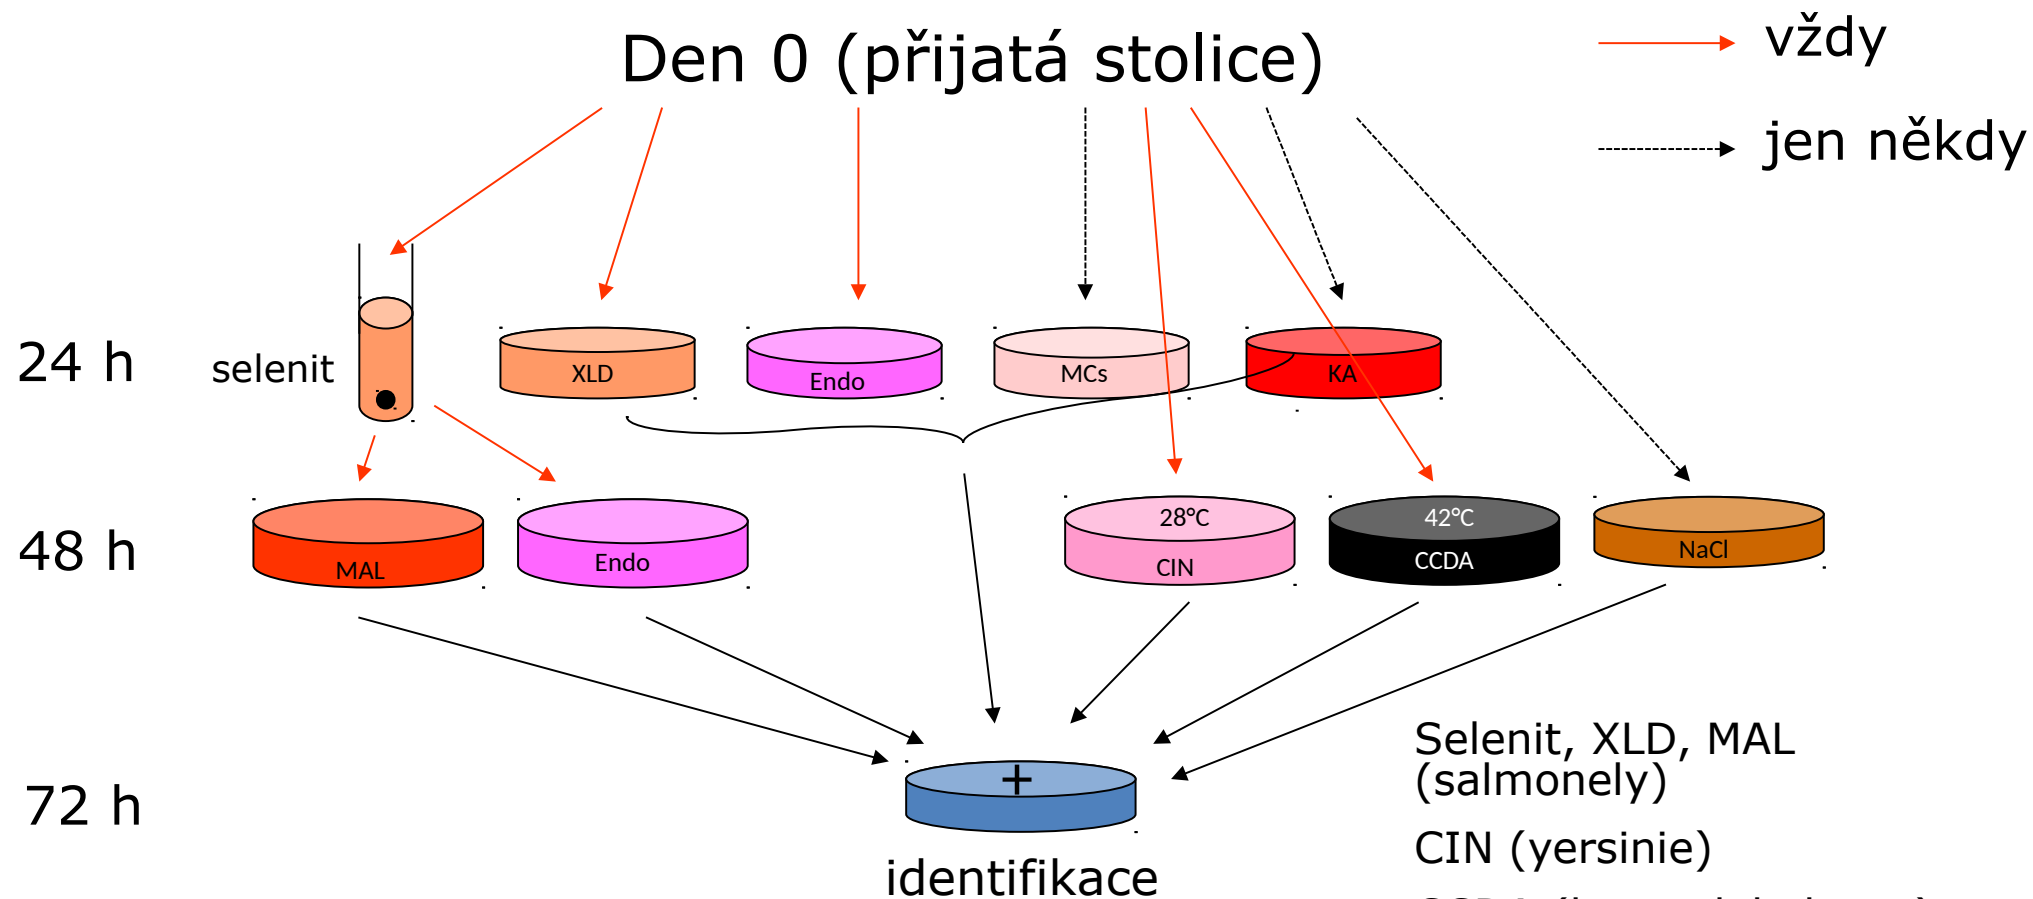 Den 0 (přijatá stolice)
vždy
jen někdy
24 h
selenit
XLD
Endo
MCs
KA
48 h
MAL
Endo
28°C
CIN
42°C
CCDA
NaCl
72 h
+
identifikace
Selenit, XLD, MAL
(salmonely)
CIN (yersinie)